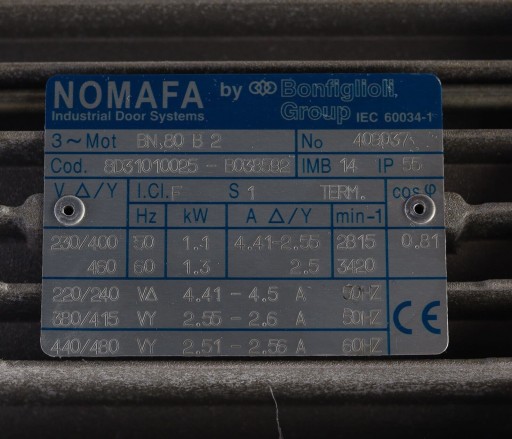 NOMAFA by Bonfiglioli
Industrial Door Systems Group IEC 60034-1
3~Mot BN 80 B 2 No 409037
Cod. 8D31010025 - B038582 IMB 14 IP 55
V Δ/Y I.Cl. F S 1 TERM. cos φ
Hz kW A Δ/Y min-1
230/400 50 1.1 4.41-2.55 2815 0.81
460 60 1.3 2.5 3420
220/240 VΔ 4.41 - 4.5 A 50HZ
380/415 VY 2.55 - 2.6 A 50HZ
440/480 VY 2.51 - 2.56 A 60HZ
CE